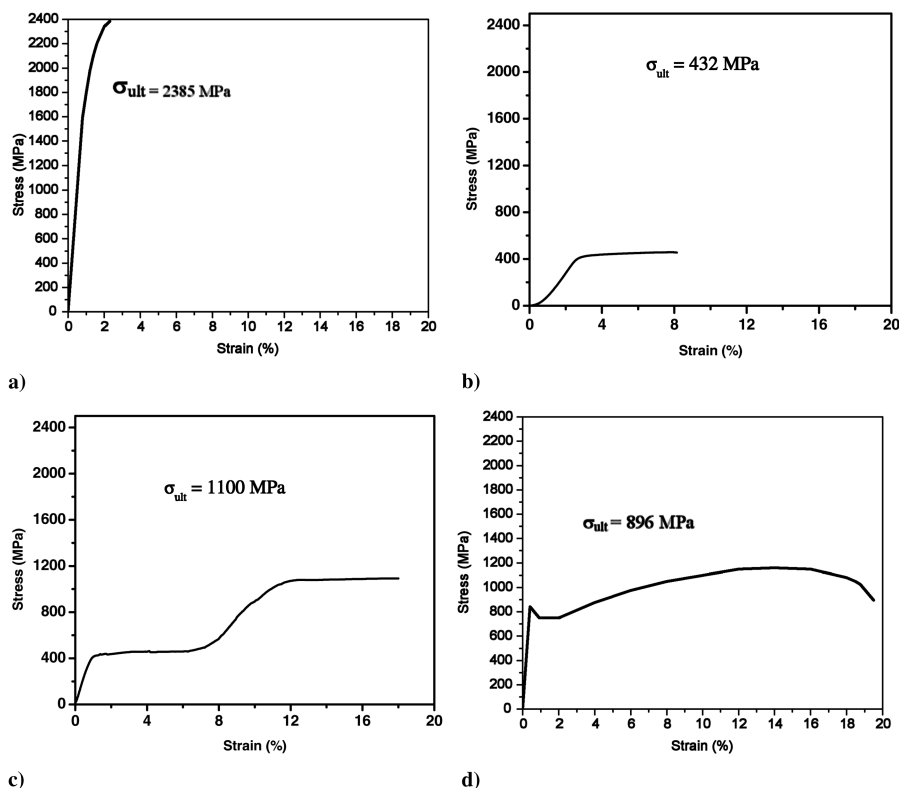 2400
2200
2000
1800
1600
1400
1200
1000
800
600
400
200
0
Stress (MPa)
σult = 2385 MPa
0 2 4 6 8 10 12 14 16 18 20
Strain (%)
a)
2400
2000
1600
1200
800
400
0
Stress (MPa)
σult = 432 MPa
0 4 8 12 16 20
Strain (%)
b)
2400
2000
1600
1200
800
400
0
Stress (MPa)
σult = 1100 MPa
0 4 8 12 16 20
Strain (%)
c)
2400
2200
2000
1800
1600
1400
1200
1000
800
600
400
200
0
Stress (MPa)
σult = 896 MPa
0 2 4 6 8 10 12 14 16 18 20
Strain (%)
d)